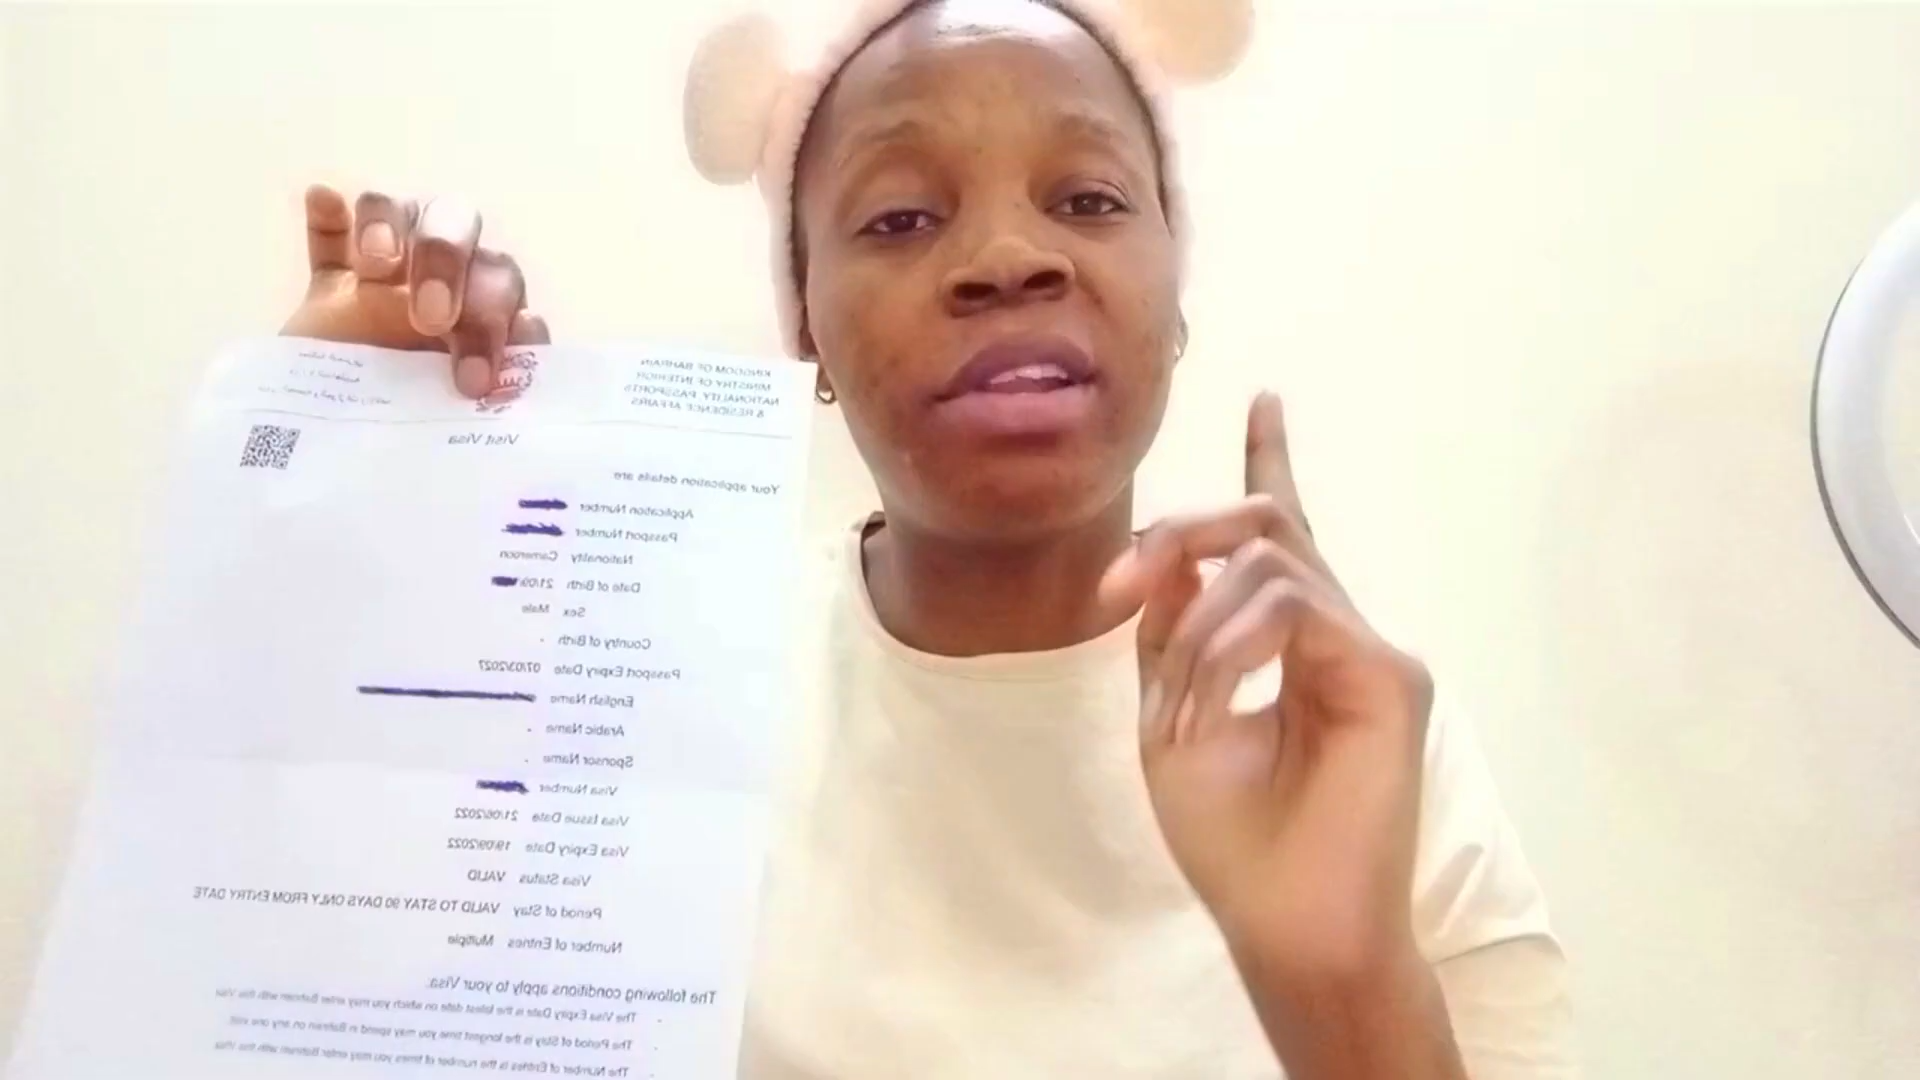 KINGDOM OF BAHRAIN
MINISTRY OF INTERIOR
NATIONALITY, PASSPORTS
& RESIDENCE AFFAIRS
Visit Visa
Your application details are
Application Number
Passport Number
Nationality Cameroon
Date of Birth 21/09/
Sex Male
Country of Birth -
Passport Expiry Date 07/03/2027
English Name
Arabic Name -
Sponsor Name -
Visa Number
Visa Issue Date 21/06/2022
Visa Expiry Date 19/09/2022
Visa Status VALID
Period of Stay VALID TO STAY 90 DAYS ONLY FROM ENTRY DATE
Number of Entries Multiple
The following conditions apply to your Visa:
- The Visa Expiry Date is the latest date on which you may enter Bahrain with this Visa
- The Period of Stay is the longest time you may spend in Bahrain on any one visit
- The Number of Entries is the number of times you may enter Bahrain with this Visa